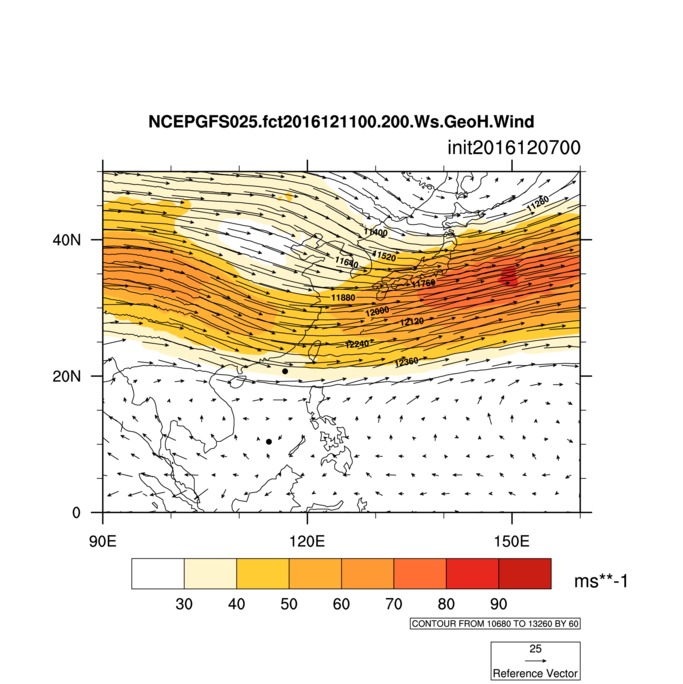 NCEPGFS025.fct2016121100.200.Ws.GeoH.Wind
init2016120700
11280
11400
11520
11640
11760
11880
12000
12120
12240
12360
40N
20N
0
90E 120E 150E
30 40 50 60 70 80 90
ms**-1
CONTOUR FROM 10680 TO 13260 BY 60
25
Reference Vector